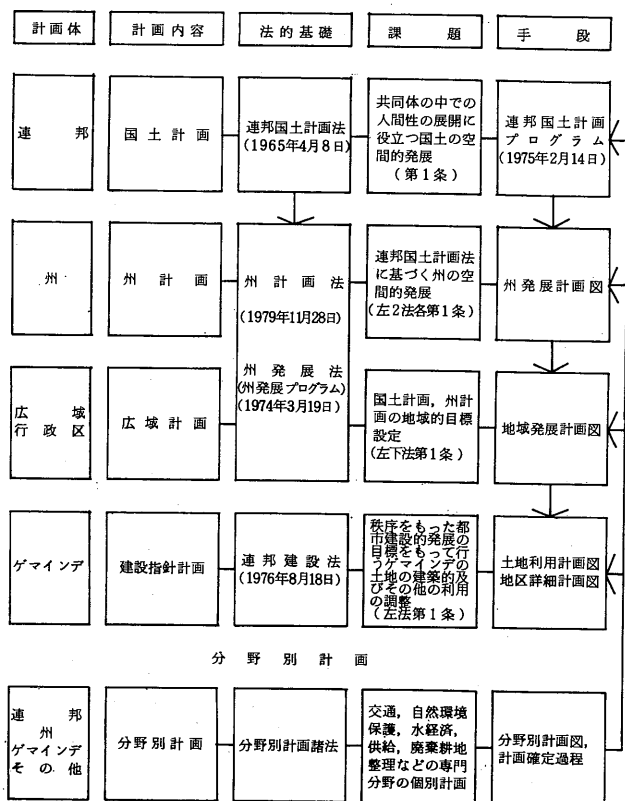 計画体
計画内容
法的基礎
課題
手段
連邦
国土計画
連邦国土計画法
(1965年4月8日)
共同体の中での
人間性の展開に
役立つ国土の空
間的発展
(第1条)
連邦国土計画
プログラム
(1975年2月14日)
州
州計画
州計画法
(1979年11月28日)
連邦国土計画法
に基づく州の空
間的発展
(左2法各第1条)
州発展計画図
広域
行政区
広域計画
州発展法
(州発展プログラム)
(1974年3月19日)
国土計画，州計
画の地域的目標
設定
(左下法第1条)
地域発展計画図
ゲマインデ
建設指針計画
連邦建設法
(1976年8月18日)
秩序をもった都
市建設的発展の
目標をもって行
うゲマインデの
土地の建築的及
びその他の利用
の調整
(左法第1条)
土地利用計画図
地区詳細計画図
分野別計画
連邦
州
ゲマインデ
その他
分野別計画
分野別計画諸法
交通，自然環境
保護，水経済，
供給，廃棄耕地
整理などの専門
分野の個別計画
分野別計画図，
計画確定過程